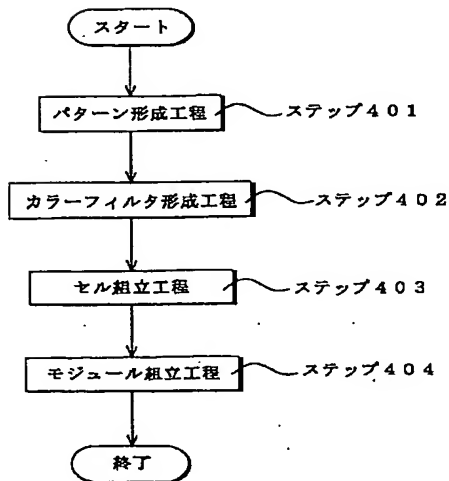 スタート
パターン形成工程 ステップ401
カラーフィルタ形成工程 ステップ402
セル組立工程 ステップ403
モジュール組立工程 ステップ404
終了